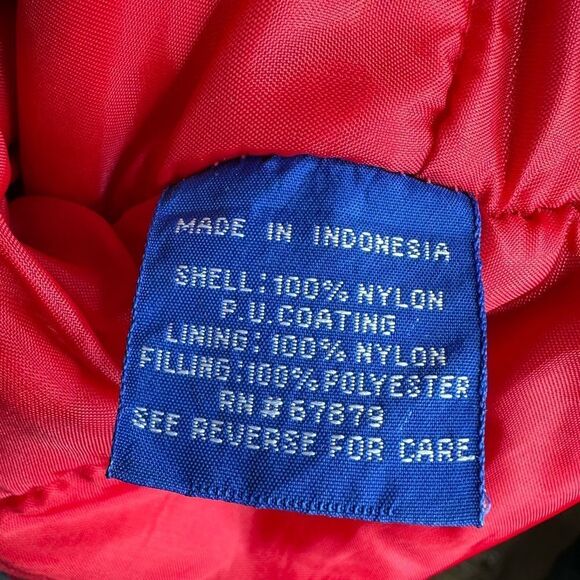 MADE IN INDONESIA
SHELL: 100% NYLON
P.U. COATING
LINING: 100% NYLON
FILLING: 100% POLYESTER
RN # 67879
SEE REVERSE FOR CARE